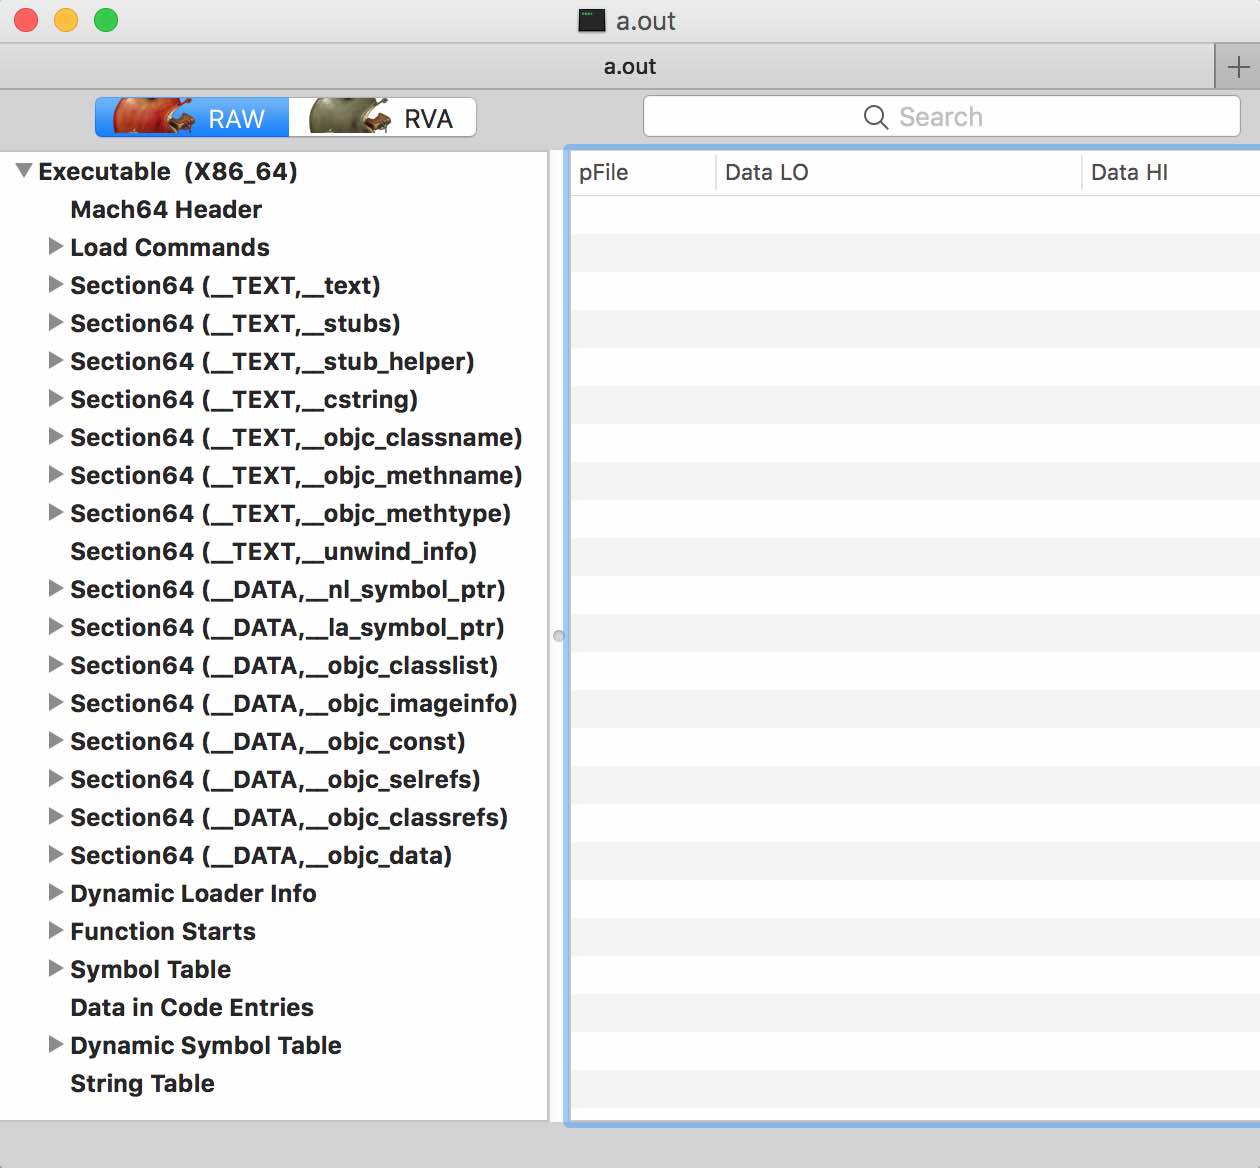 a.out
a.out
RAW RVA Search
pFile Data LO Data HI
Executable (X86_64)
Mach64 Header
Load Commands
Section64 (__TEXT,__text)
Section64 (__TEXT,__stubs)
Section64 (__TEXT,__stub_helper)
Section64 (__TEXT,__cstring)
Section64 (__TEXT,__objc_classname)
Section64 (__TEXT,__objc_methname)
Section64 (__TEXT,__objc_methtype)
Section64 (__TEXT,__unwind_info)
Section64 (__DATA,__nl_symbol_ptr)
Section64 (__DATA,__la_symbol_ptr)
Section64 (__DATA,__objc_classlist)
Section64 (__DATA,__objc_imageinfo)
Section64 (__DATA,__objc_const)
Section64 (__DATA,__objc_selrefs)
Section64 (__DATA,__objc_classrefs)
Section64 (__DATA,__objc_data)
Dynamic Loader Info
Function Starts
Symbol Table
Data in Code Entries
Dynamic Symbol Table
String Table